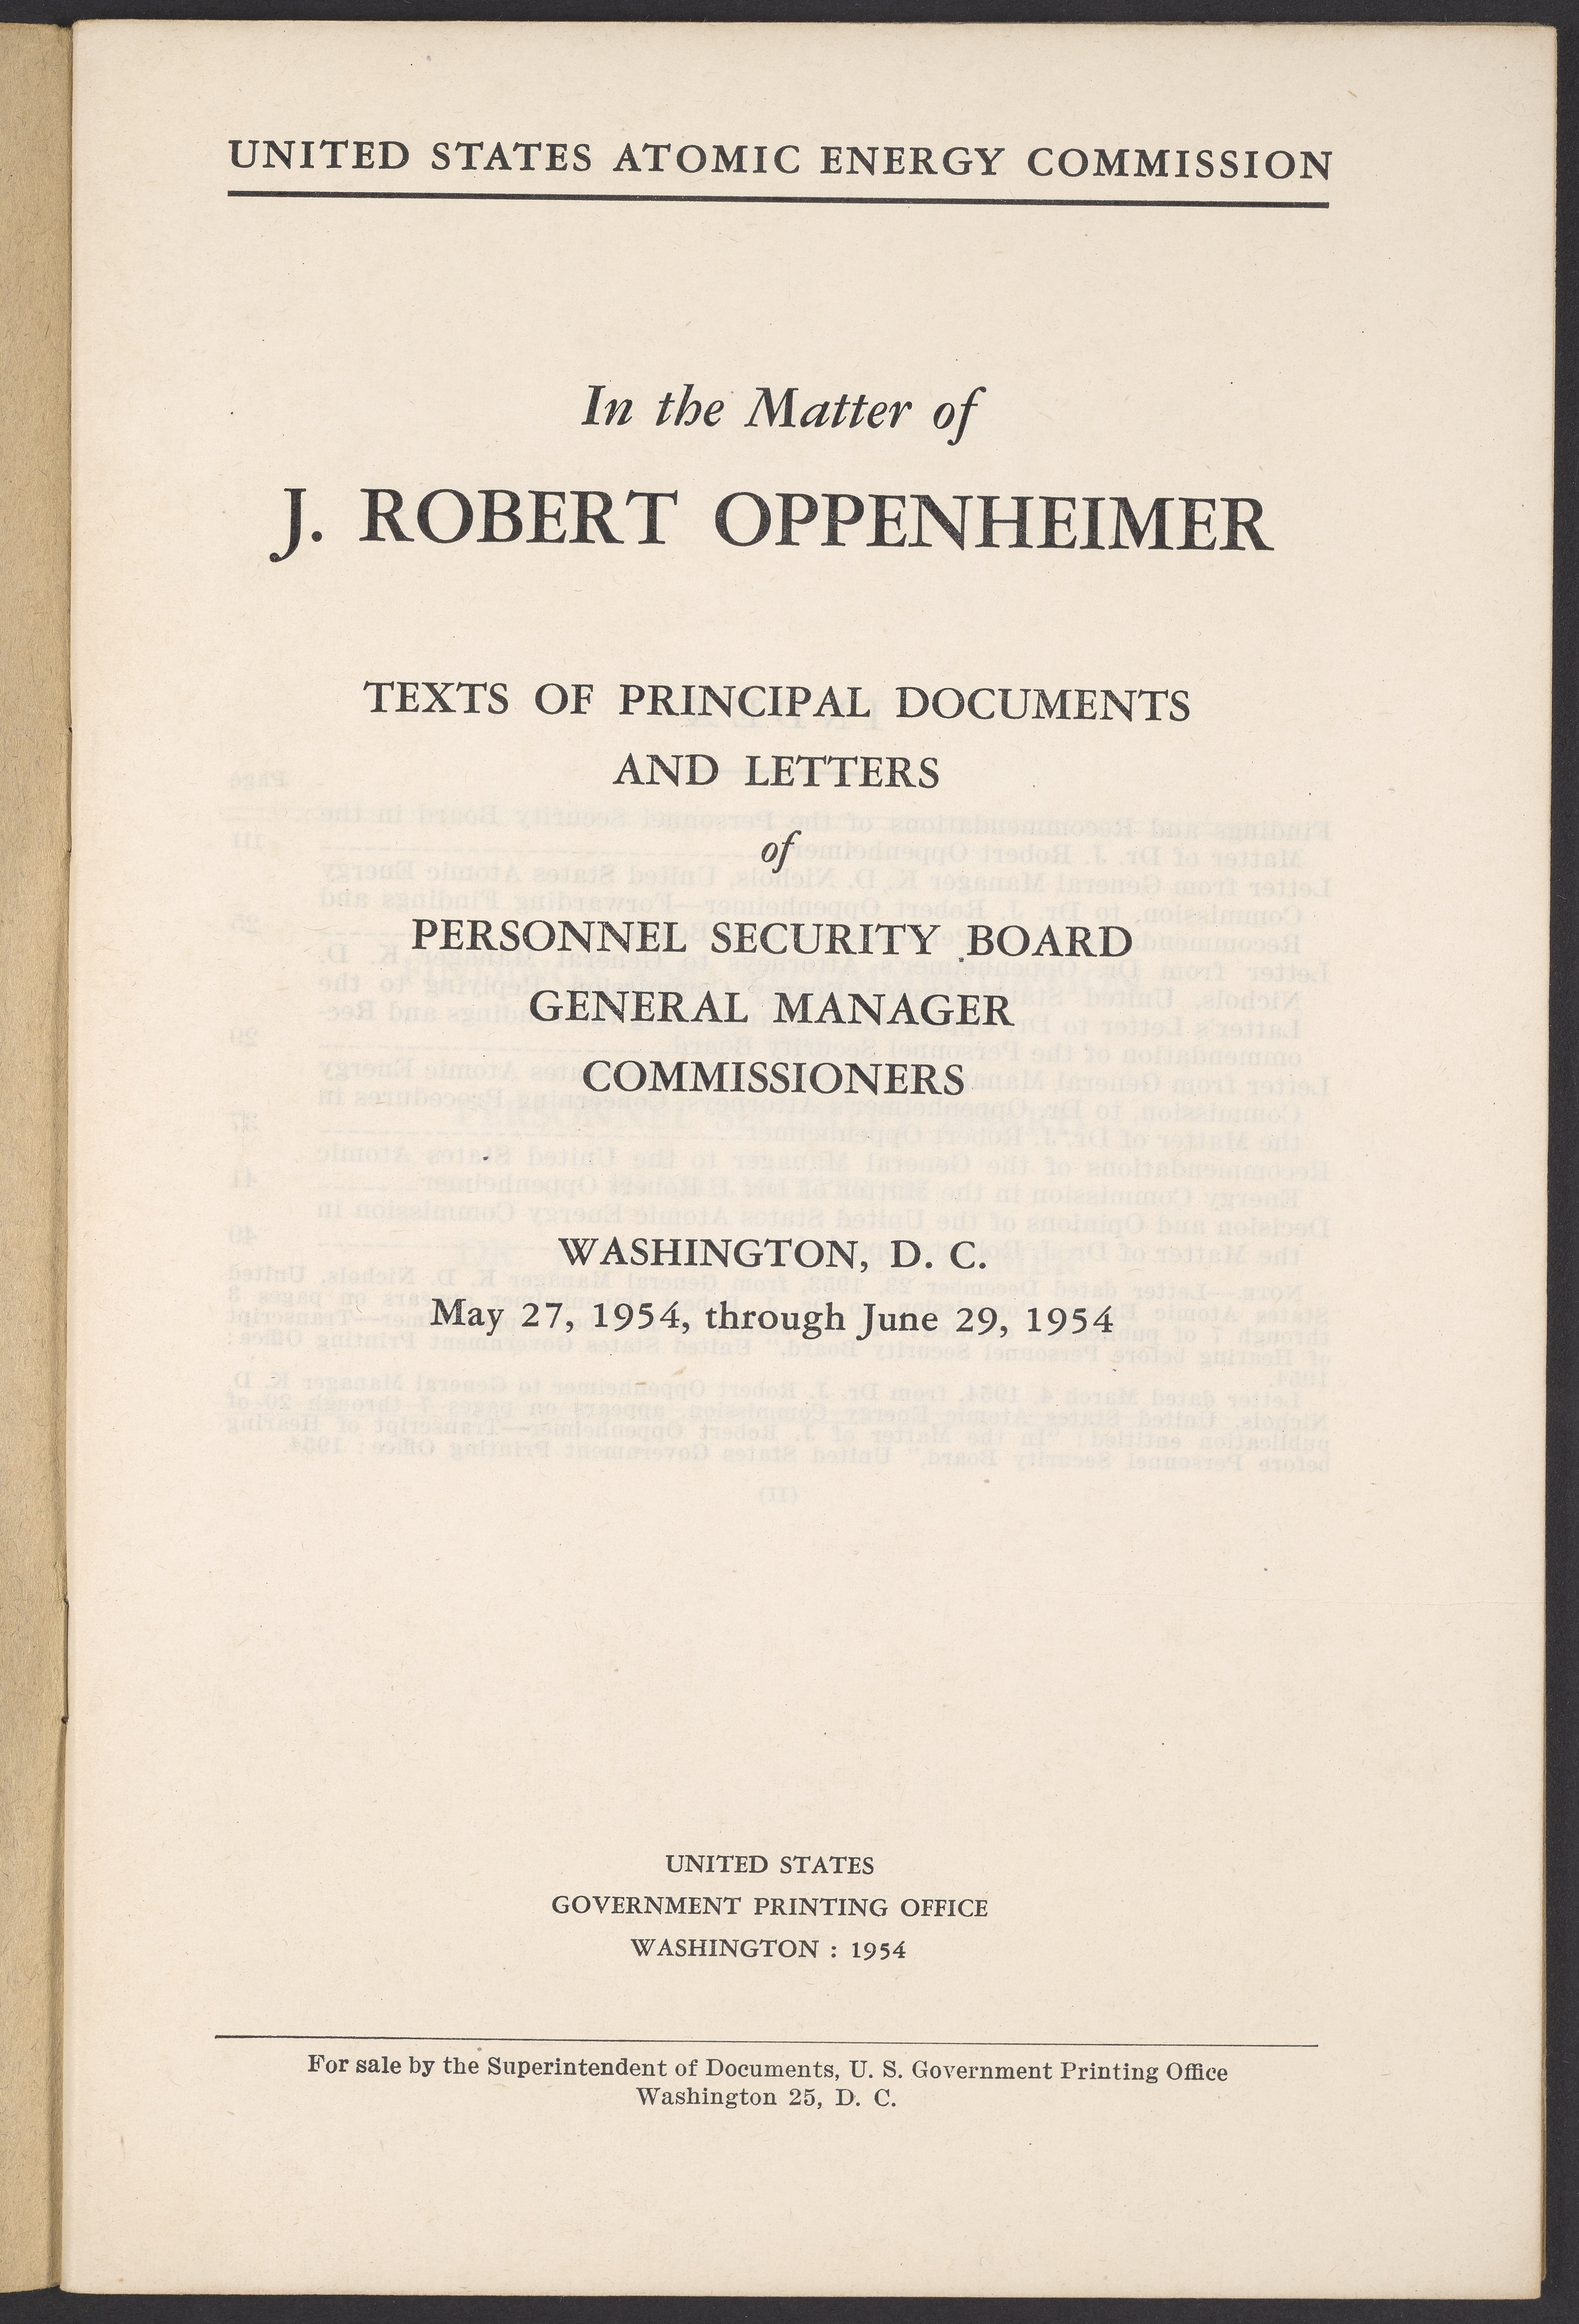 UNITED STATES ATOMIC ENERGY COMMISSION
In the Matter of
J. ROBERT OPPENHEIMER
TEXTS OF PRINCIPAL DOCUMENTS
AND LETTERS
of
PERSONNEL SECURITY BOARD
GENERAL MANAGER
COMMISSIONERS
WASHINGTON, D. C.
May 27, 1954, through June 29, 1954
UNITED STATES
GOVERNMENT PRINTING OFFICE
WASHINGTON : 1954
For sale by the Superintendent of Documents, U. S. Government Printing Office
Washington 25, D. C.